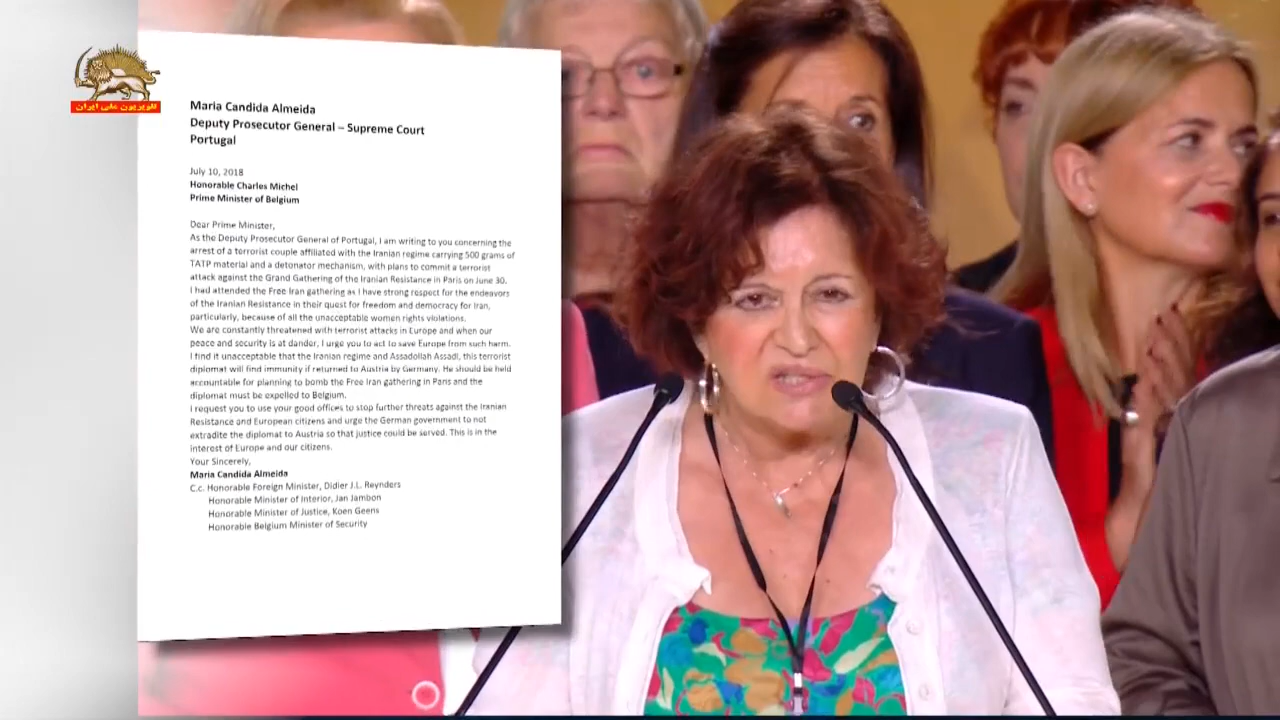 تلویزیون ملی ایران
Maria Candida Almeida
Deputy Prosecutor General – Supreme Court
Portugal
July 10, 2018
Honorable Charles Michel
Prime Minister of Belgium
Dear Prime Minister,
As the Deputy Prosecutor General of Portugal, I am writing to you concerning the
arrest of a terrorist couple affiliated with the Iranian regime carrying 500 grams of
TATP material and a detonator mechanism, with plans to commit a terrorist
attack against the Grand Gathering of the Iranian Resistance in Paris on June 30.
I had attended the Free Iran gathering as I have strong respect for the endeavors
of the Iranian Resistance in their quest for freedom and democracy for Iran,
particularly, because of all the unacceptable women rights violations.
We are constantly threatened with terrorist attacks in Europe and when our
peace and security is at dander, I urge you to act to save Europe from such harm.
I find it unacceptable that the Iranian regime and Assadollah Assadi, this terrorist
diplomat will find immunity if returned to Austria by Germany. He should be held
accountable for planning to bomb the Free Iran gathering in Paris and the
diplomat must be expelled to Belgium.
I request you to use your good offices to stop further threats against the Iranian
Resistance and European citizens and urge the German government to not
extradite the diplomat to Austria so that justice could be served. This is in the
interest of Europe and our citizens.
Your Sincerely,
Maria Candida Almeida
C.c. Honorable Foreign Minister, Didier J.L. Reynders
Honorable Minister of Interior, Jan Jambon
Honorable Minister of Justice, Koen Geens
Honorable Belgium Minister of Security